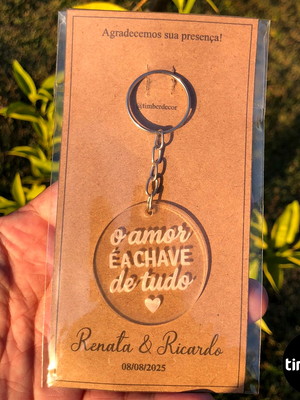 Agradecemos sua presença!
@timberdecor
o amor
É A CHAVE
de tudo
Renata & Ricardo
08/08/2025